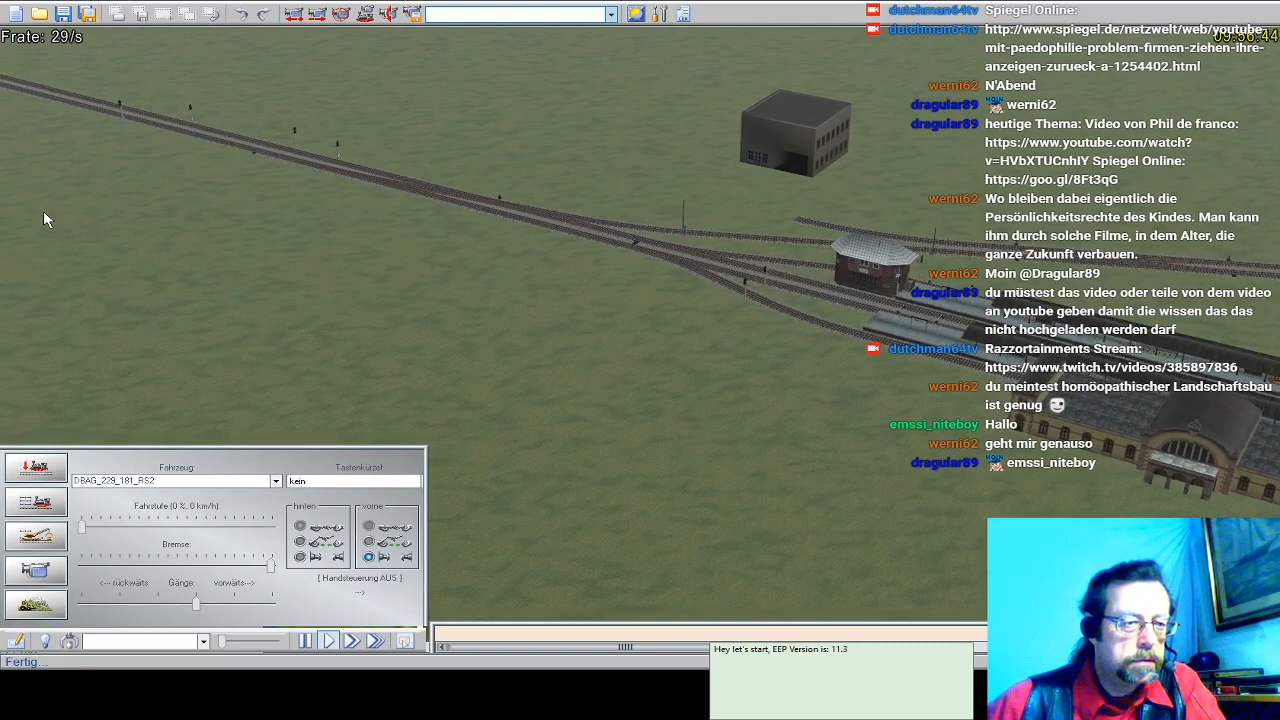 Frate: 29/s
09:56:44
dutchman64tv Spiegel Online:
dutchman64tv http://www.spiegel.de/netzwelt/web/youtube-
mit-paedophilie-problem-firmen-ziehen-ihre-
anzeigen-zurueck-a-1254402.html
werni62 N'Abend
dragular89 MOIN werni62
dragular89 heutige Thema: Video von Phil de franco:
https://www.youtube.com/watch?
v=HVbXTUCnhIY Spiegel Online:
https://goo.gl/8Ft3qG
werni62 Wo bleiben dabei eigentlich die
Persönlichkeitsrechte des Kindes. Man kann
ihm durch solche Filme, in dem Alter, die
ganze Zukunft verbauen.
werni62 Moin @Dragular89
dragular89 du müstest das video oder teile von dem video
an youtube geben damit die wissen das das
nicht hochgeladen werden darf
dutchman64tv Razzortainments Stream:
https://www.twitch.tv/videos/385897836
werni62 du meintest homöopathischer Landschaftsbau
ist genug
emssi_niteboy Hallo
werni62 geht mir genauso
dragular89 MOIN emssi_niteboy
Fahrzeug:
Tastenkürzel:
DBAG_229_181_RS2
kein
Fahrstufe (0 %, 0 km/h):
hinten
vorne
Bremse:
<--- rückwärts Gänge: vorwärts--->
[ Handsteuerung AUS ]
--->
Fertig...
Hey let's start, EEP Version is: 11.3